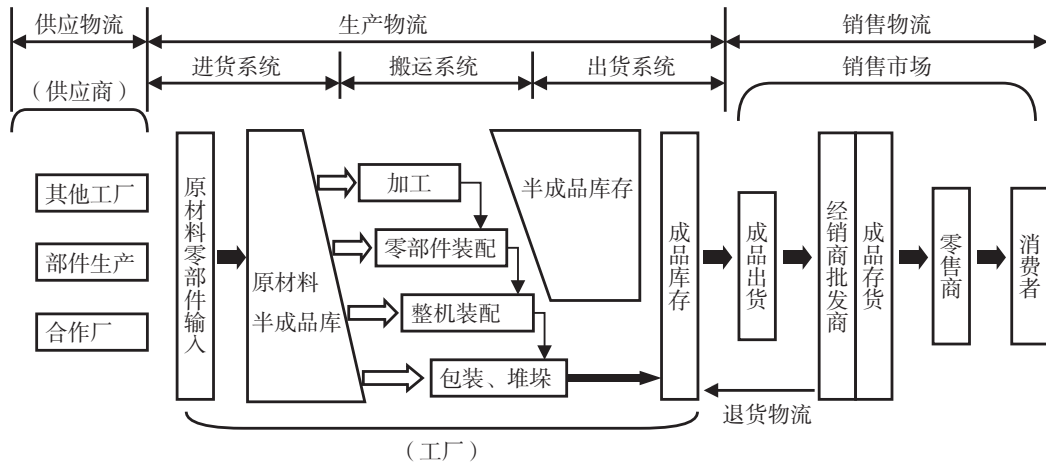 供应物流
生产物流
销售物流
进货系统
搬运系统
出货系统
销售市场
（供应商）
其他工厂
部件生产
合作厂
原材料零部件输入
原材料
半成品库
加工
零部件装配
整机装配
包装、堆垛
半成品库存
成品库存
成品出货
经销商批发商
成品存货
零售商
消费者
退货物流
（工厂）